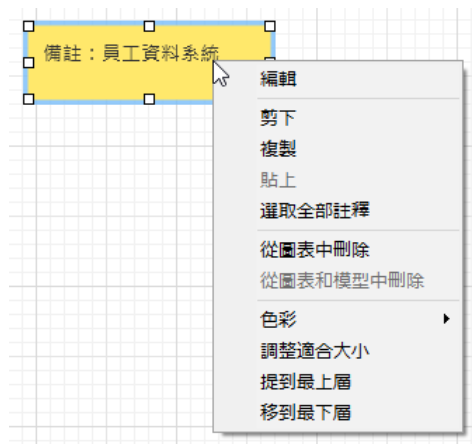 備註：員工資料系統
編輯
剪下
複製
貼上
選取全部註釋
從圖表中刪除
從圖表和模型中刪除
色彩
調整適合大小
提到最上層
移到最下層